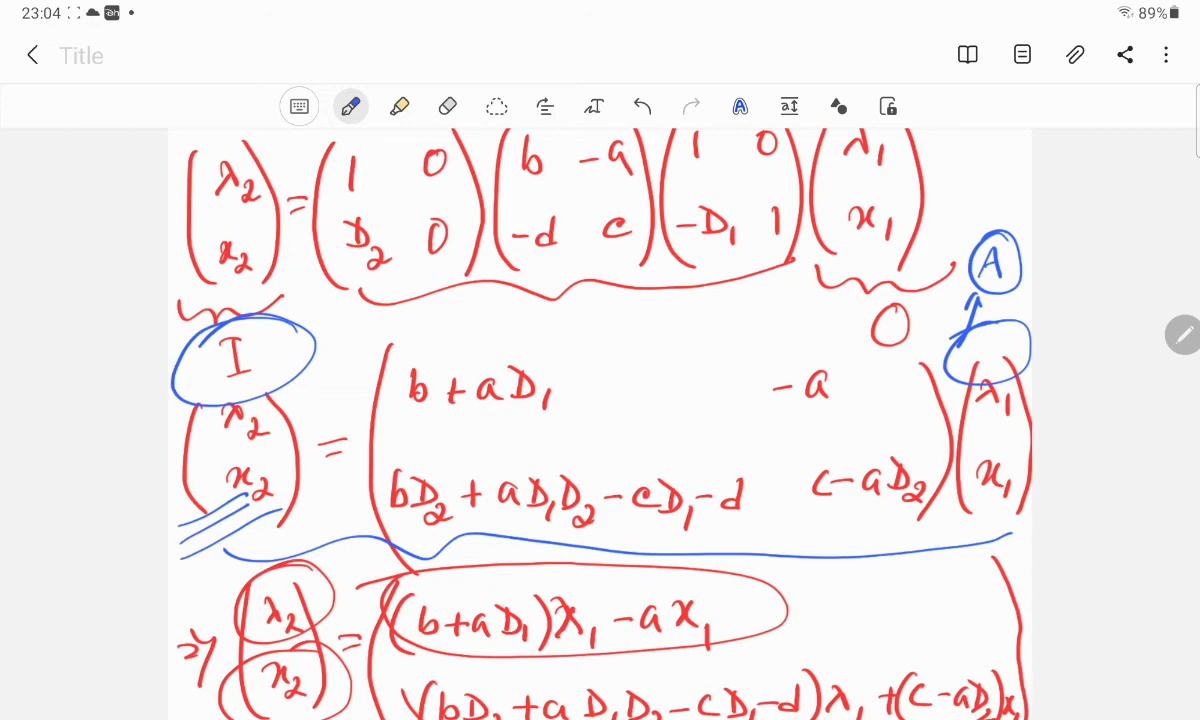 23:04 89%
Title
(λ₂ x₂) = (1 0 D₂ 0) (b -a -d c) (1 0 -D₁ 1) (λ₁ x₁)
I O A
(λ₂ x₂) = (b + aD₁ -a bD₂ + aD₁D₂ - cD₁ - d c-aD₂) (λ₁ x₁)
⇒ (λ₂ x₂) = ((b+aD₁)λ₁ - ax₁
(bD₂ + aD₁D₂ - cD₁ - d)λ₁ + (c-aD₂)x₁)